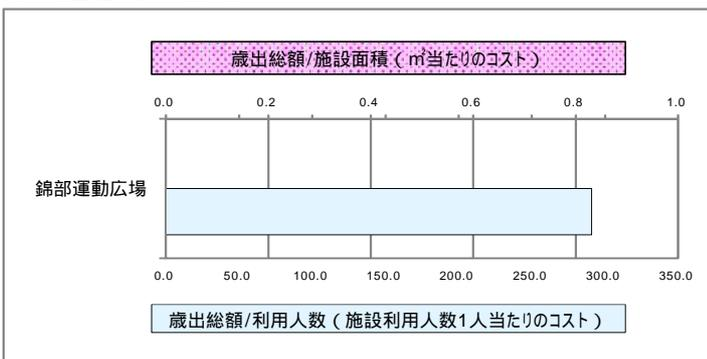 歳出総額/施設面積（㎡当たりのコスト）
0.0 0.2 0.4 0.6 0.8 1.0
錦部運動広場
0.0 50.0 100.0 150.0 200.0 250.0 300.0 350.0
歳出総額/利用人数（施設利用人数1人当たりのコスト）